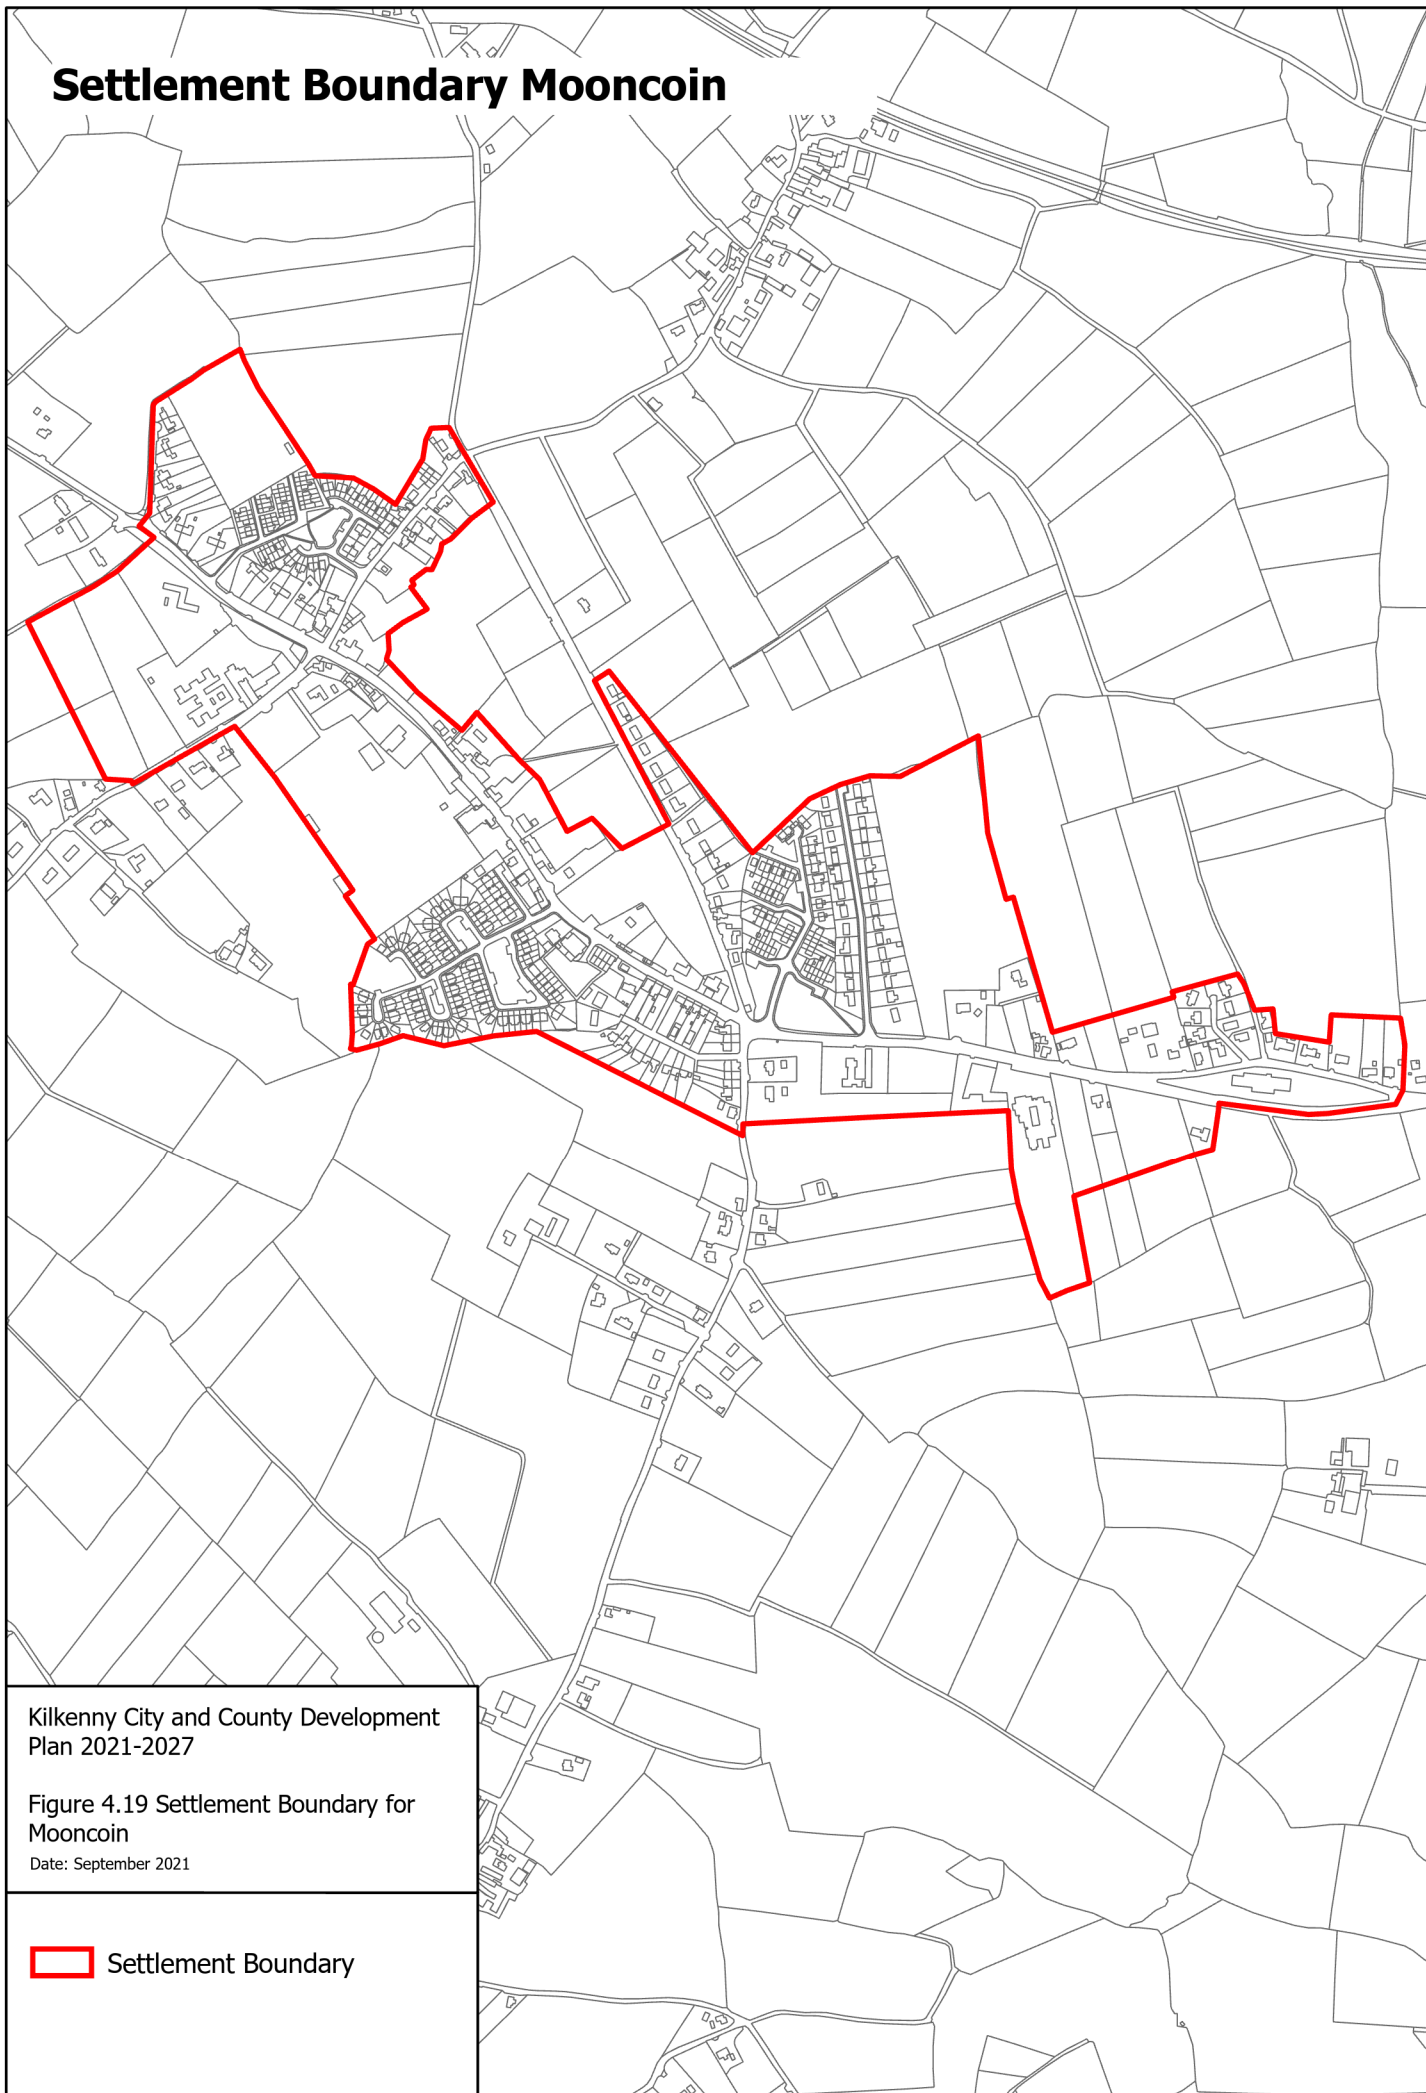 Settlement Boundary Mooncoin
Kilkenny City and County Development
Plan 2021-2027
Figure 4.19 Settlement Boundary for
Mooncoin
Date: September 2021
Settlement Boundary